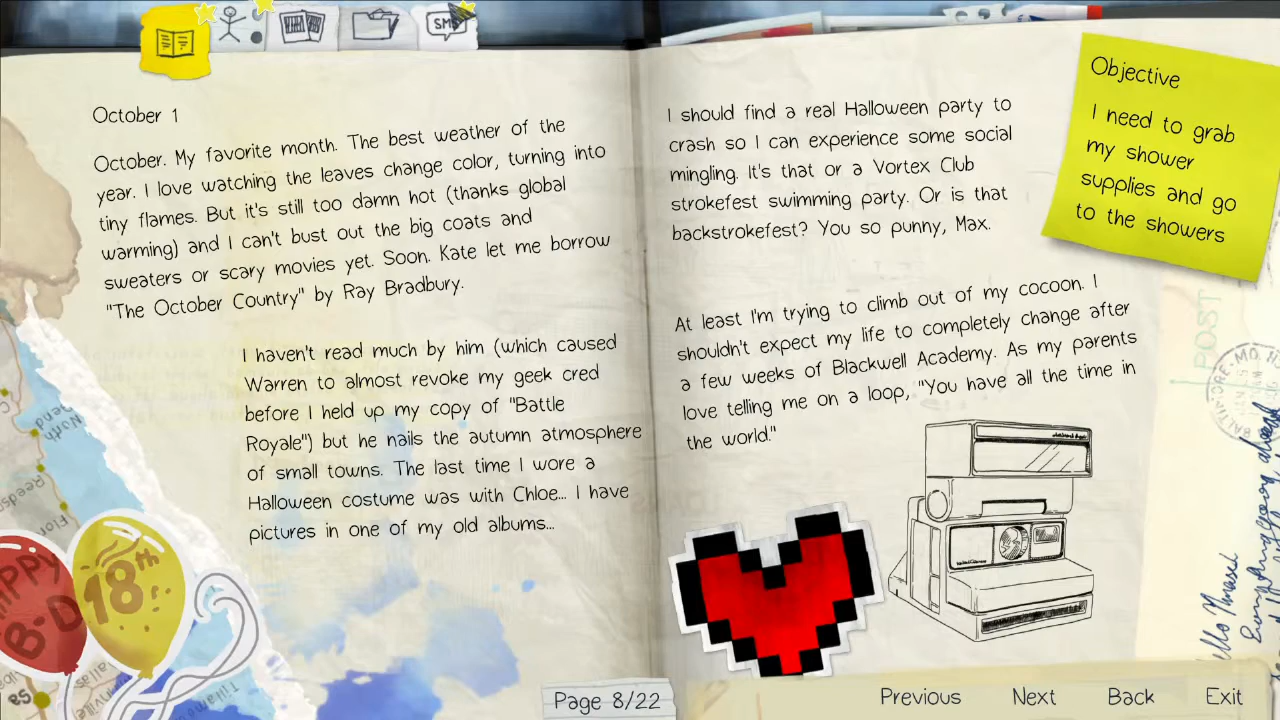 SMS
October 1
October. My favorite month. The best weather of the
year. I love watching the leaves change color, turning into
tiny flames. But it's still too damn hot (thanks global
warming) and I can't bust out the big coats and
sweaters or scary movies yet. Soon. Kate let me borrow
"The October Country" by Ray Bradbury.
I haven't read much by him (which caused
Warren to almost revoke my geek cred
before I held up my copy of "Battle
Royale") but he nails the autumn atmosphere
of small towns. The last time I wore a
Halloween costume was with Chloe... I have
pictures in one of my old albums...
HAPPY
B-D
18th
I should find a real Halloween party to
crash so I can experience some social
mingling. It's that or a Vortex Club
strokefest swimming party. Or is that
backstrokefest? You so punny, Max.
At least I'm trying to climb out of my cocoon. I
shouldn't expect my life to completely change after
a few weeks of Blackwell Academy. As my parents
love telling me on a loop, "You have all the time in
the world."
Objective
I need to grab
my shower
supplies and go
to the showers
POST
North
Bend
Page 8/22
Previous
Next
Back
Exit